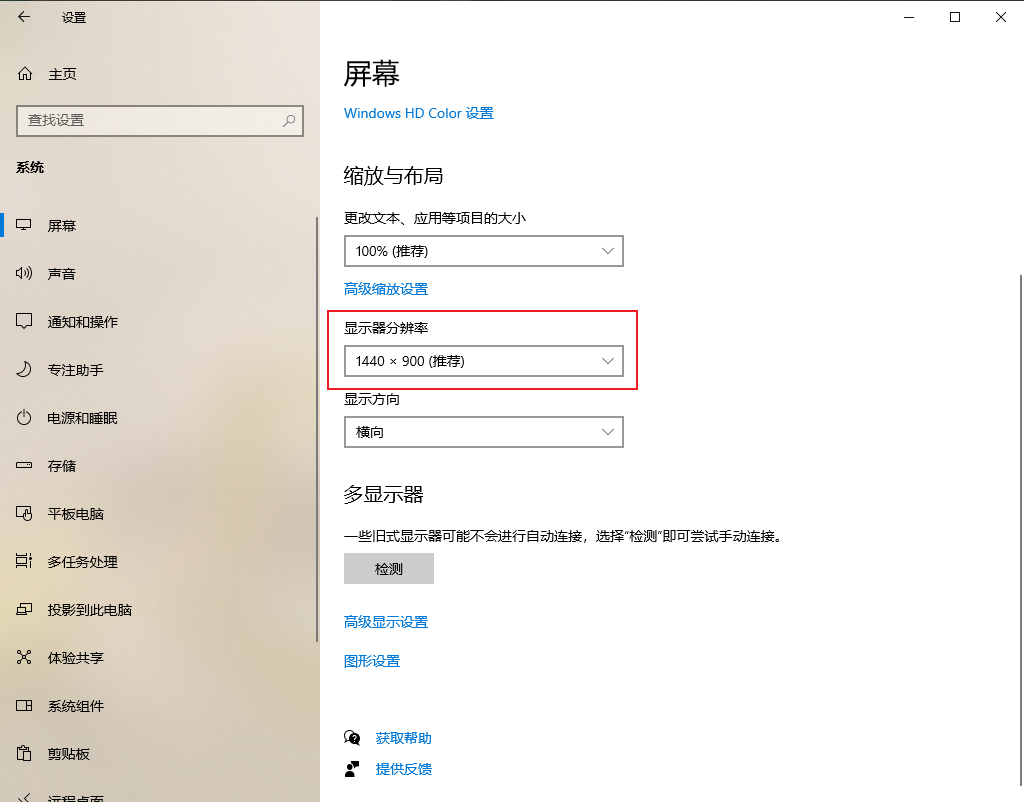 设置
主页
查找设置
系统
屏幕
声音
通知和操作
专注助手
电源和睡眠
存储
平板电脑
多任务处理
投影到此电脑
体验共享
系统组件
剪贴板
远程桌面
屏幕
Windows HD Color 设置
缩放与布局
更改文本、应用等项目的大小
100% (推荐)
高级缩放设置
显示器分辨率
1440 × 900 (推荐)
显示方向
横向
多显示器
一些旧式显示器可能不会进行自动连接，选择"检测"即可尝试手动连接。
检测
高级显示设置
图形设置
获取帮助
提供反馈